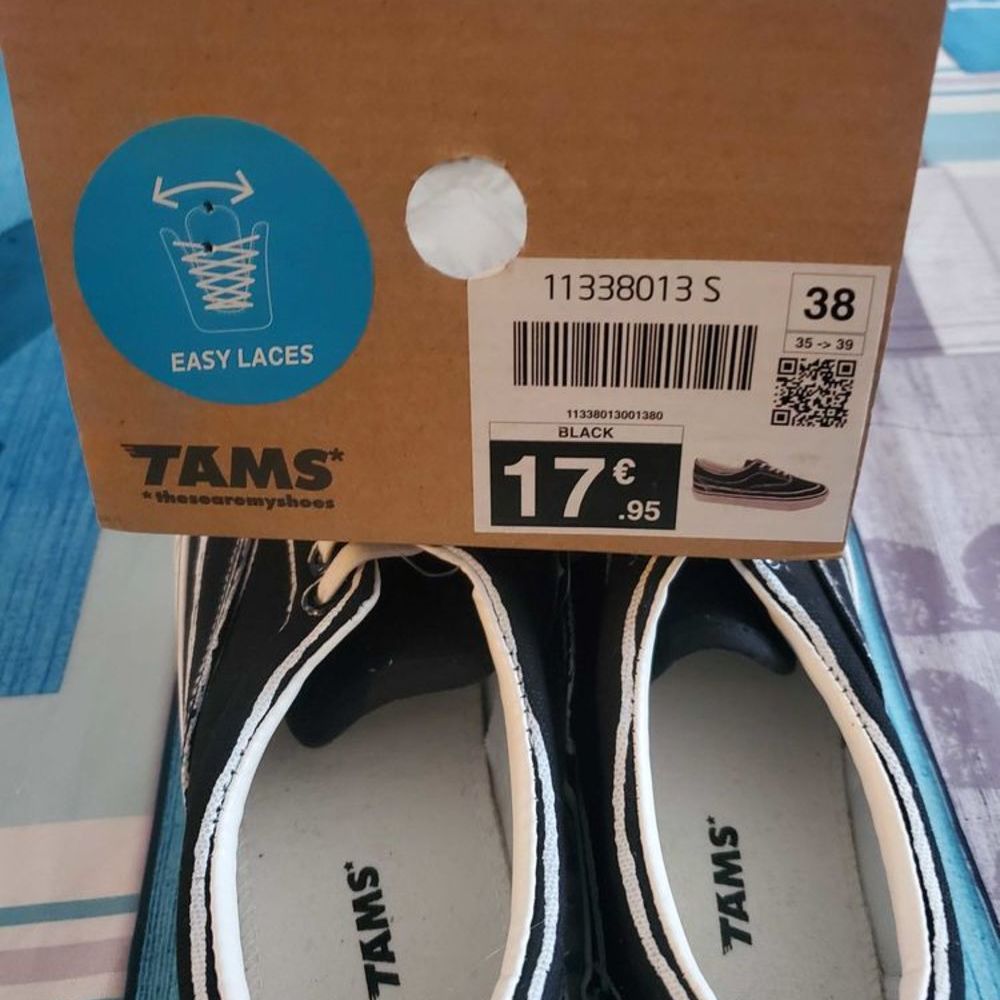 EASY LACES
TAMS*
*thesearemyshoes
11338013 S
38
35 -> 39
11338013001380
BLACK
17€.95
TAMS*
TAMS*